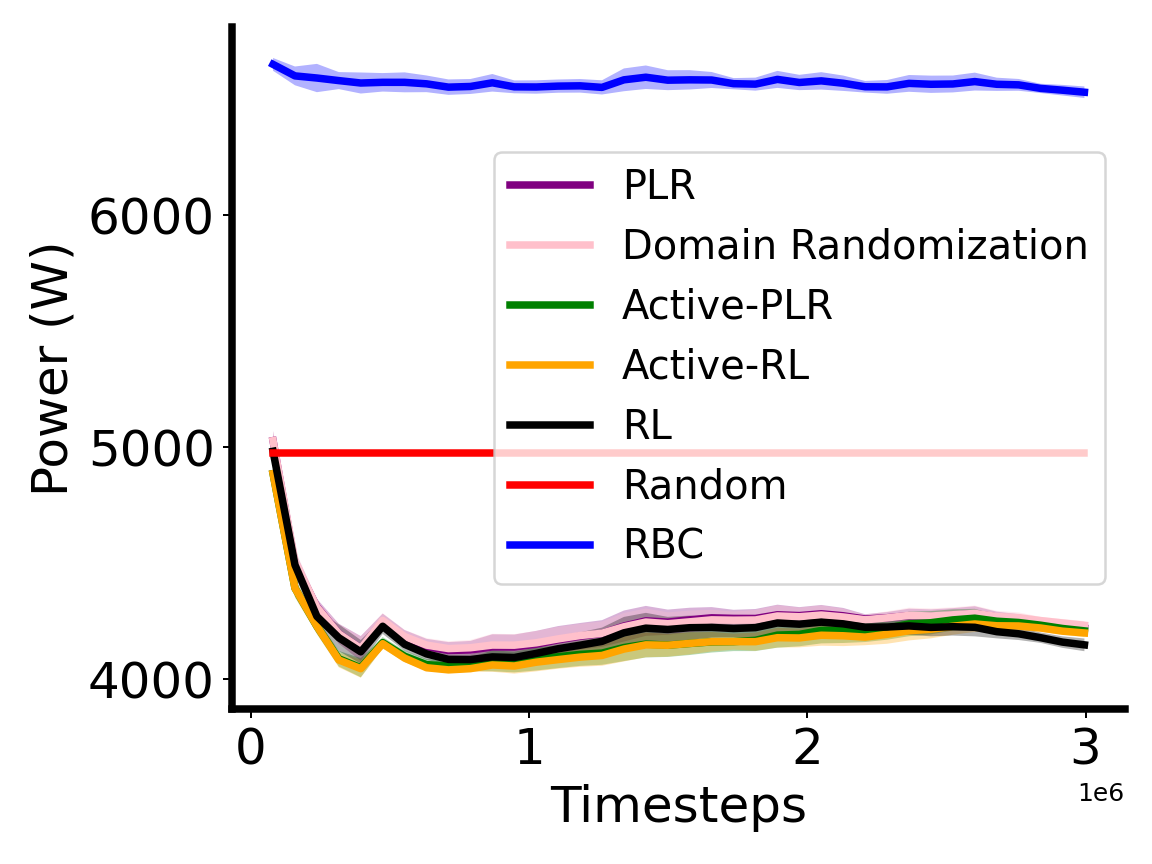 Power (W)
6000
5000
4000
PLR
Domain Randomization
Active-PLR
Active-RL
RL
Random
RBC
0
1
2
3
1e6
Timesteps